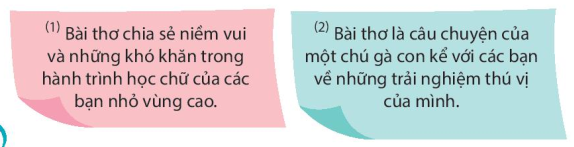 (1) Bài thơ chia sẻ niềm vui
và những khó khăn trong
hành trình học chữ của các
bạn nhỏ vùng cao.
(2) Bài thơ là câu chuyện của
một chú gà con kể với các bạn
về những trải nghiệm thú vị
của mình.